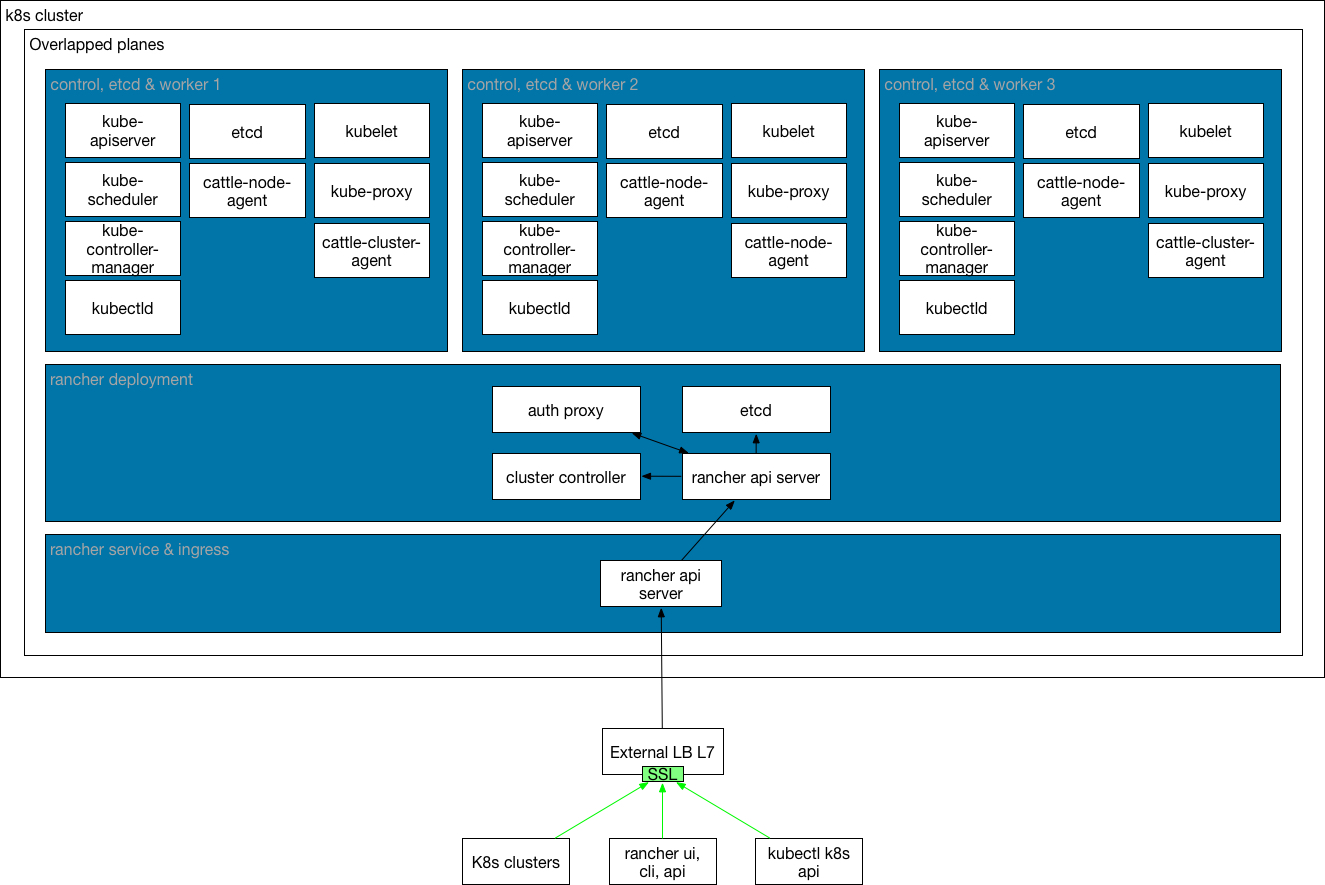 k8s cluster
Overlapped planes
control, etcd & worker 1
kube-
apiserver
etcd
kubelet
kube-
scheduler
cattle-node-
agent
kube-proxy
kube-
controller-
manager
cattle-cluster-
agent
kubectld
control, etcd & worker 2
kube-
apiserver
etcd
kubelet
kube-
scheduler
cattle-node-
agent
kube-proxy
kube-
controller-
manager
cattle-node-
agent
kubectld
control, etcd & worker 3
kube-
apiserver
etcd
kubelet
kube-
scheduler
cattle-node-
agent
kube-proxy
kube-
controller-
manager
cattle-cluster-
agent
kubectld
rancher deployment
auth proxy
etcd
cluster controller
rancher api server
rancher service & ingress
rancher api
server
External LB L7
SSL
K8s clusters
rancher ui,
cli, api
kubectl k8s
api